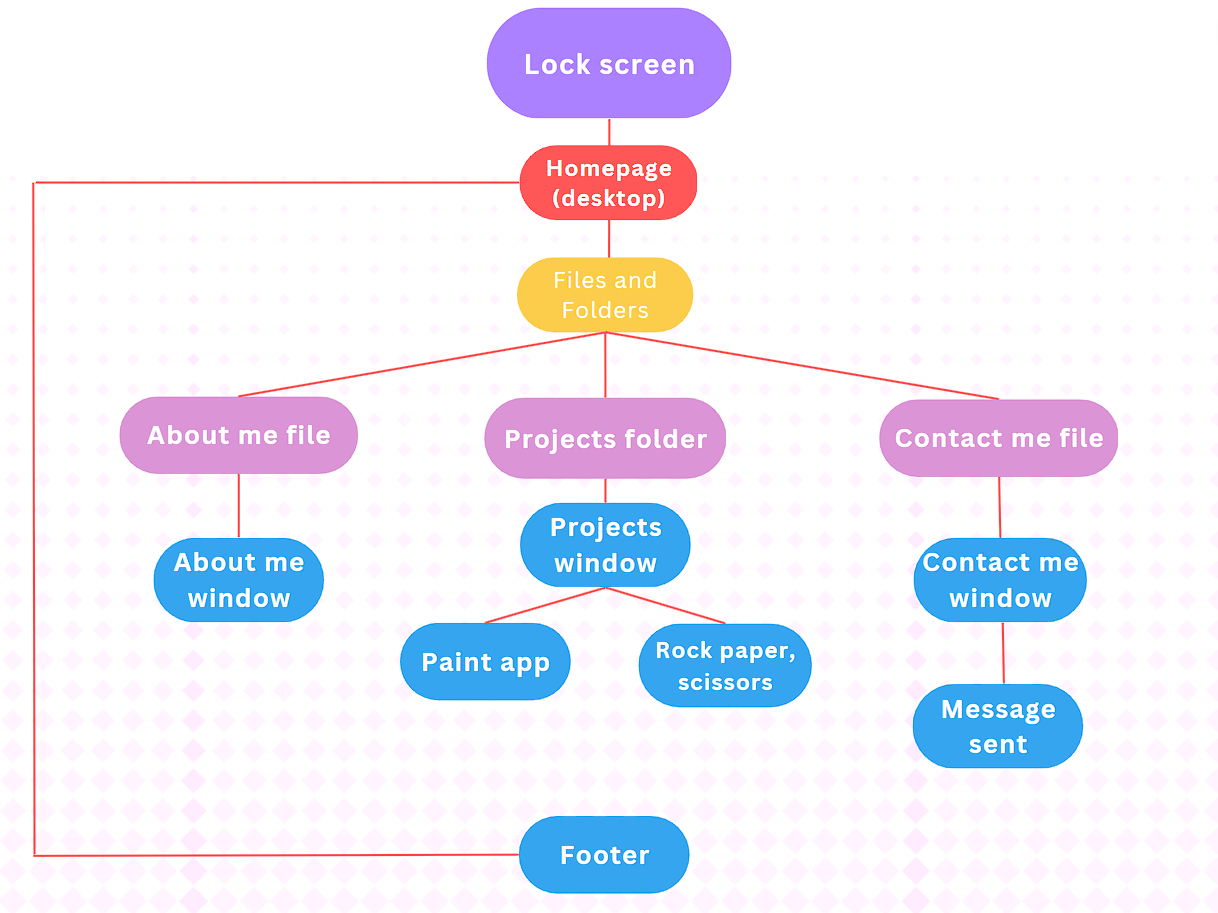 Lock screen
Homepage
(desktop)
Files and
Folders
About me file
Projects folder
Contact me file
Projects
window
About me
window
Contact me
window
Paint app
Rock paper,
scissors
Message
sent
Footer